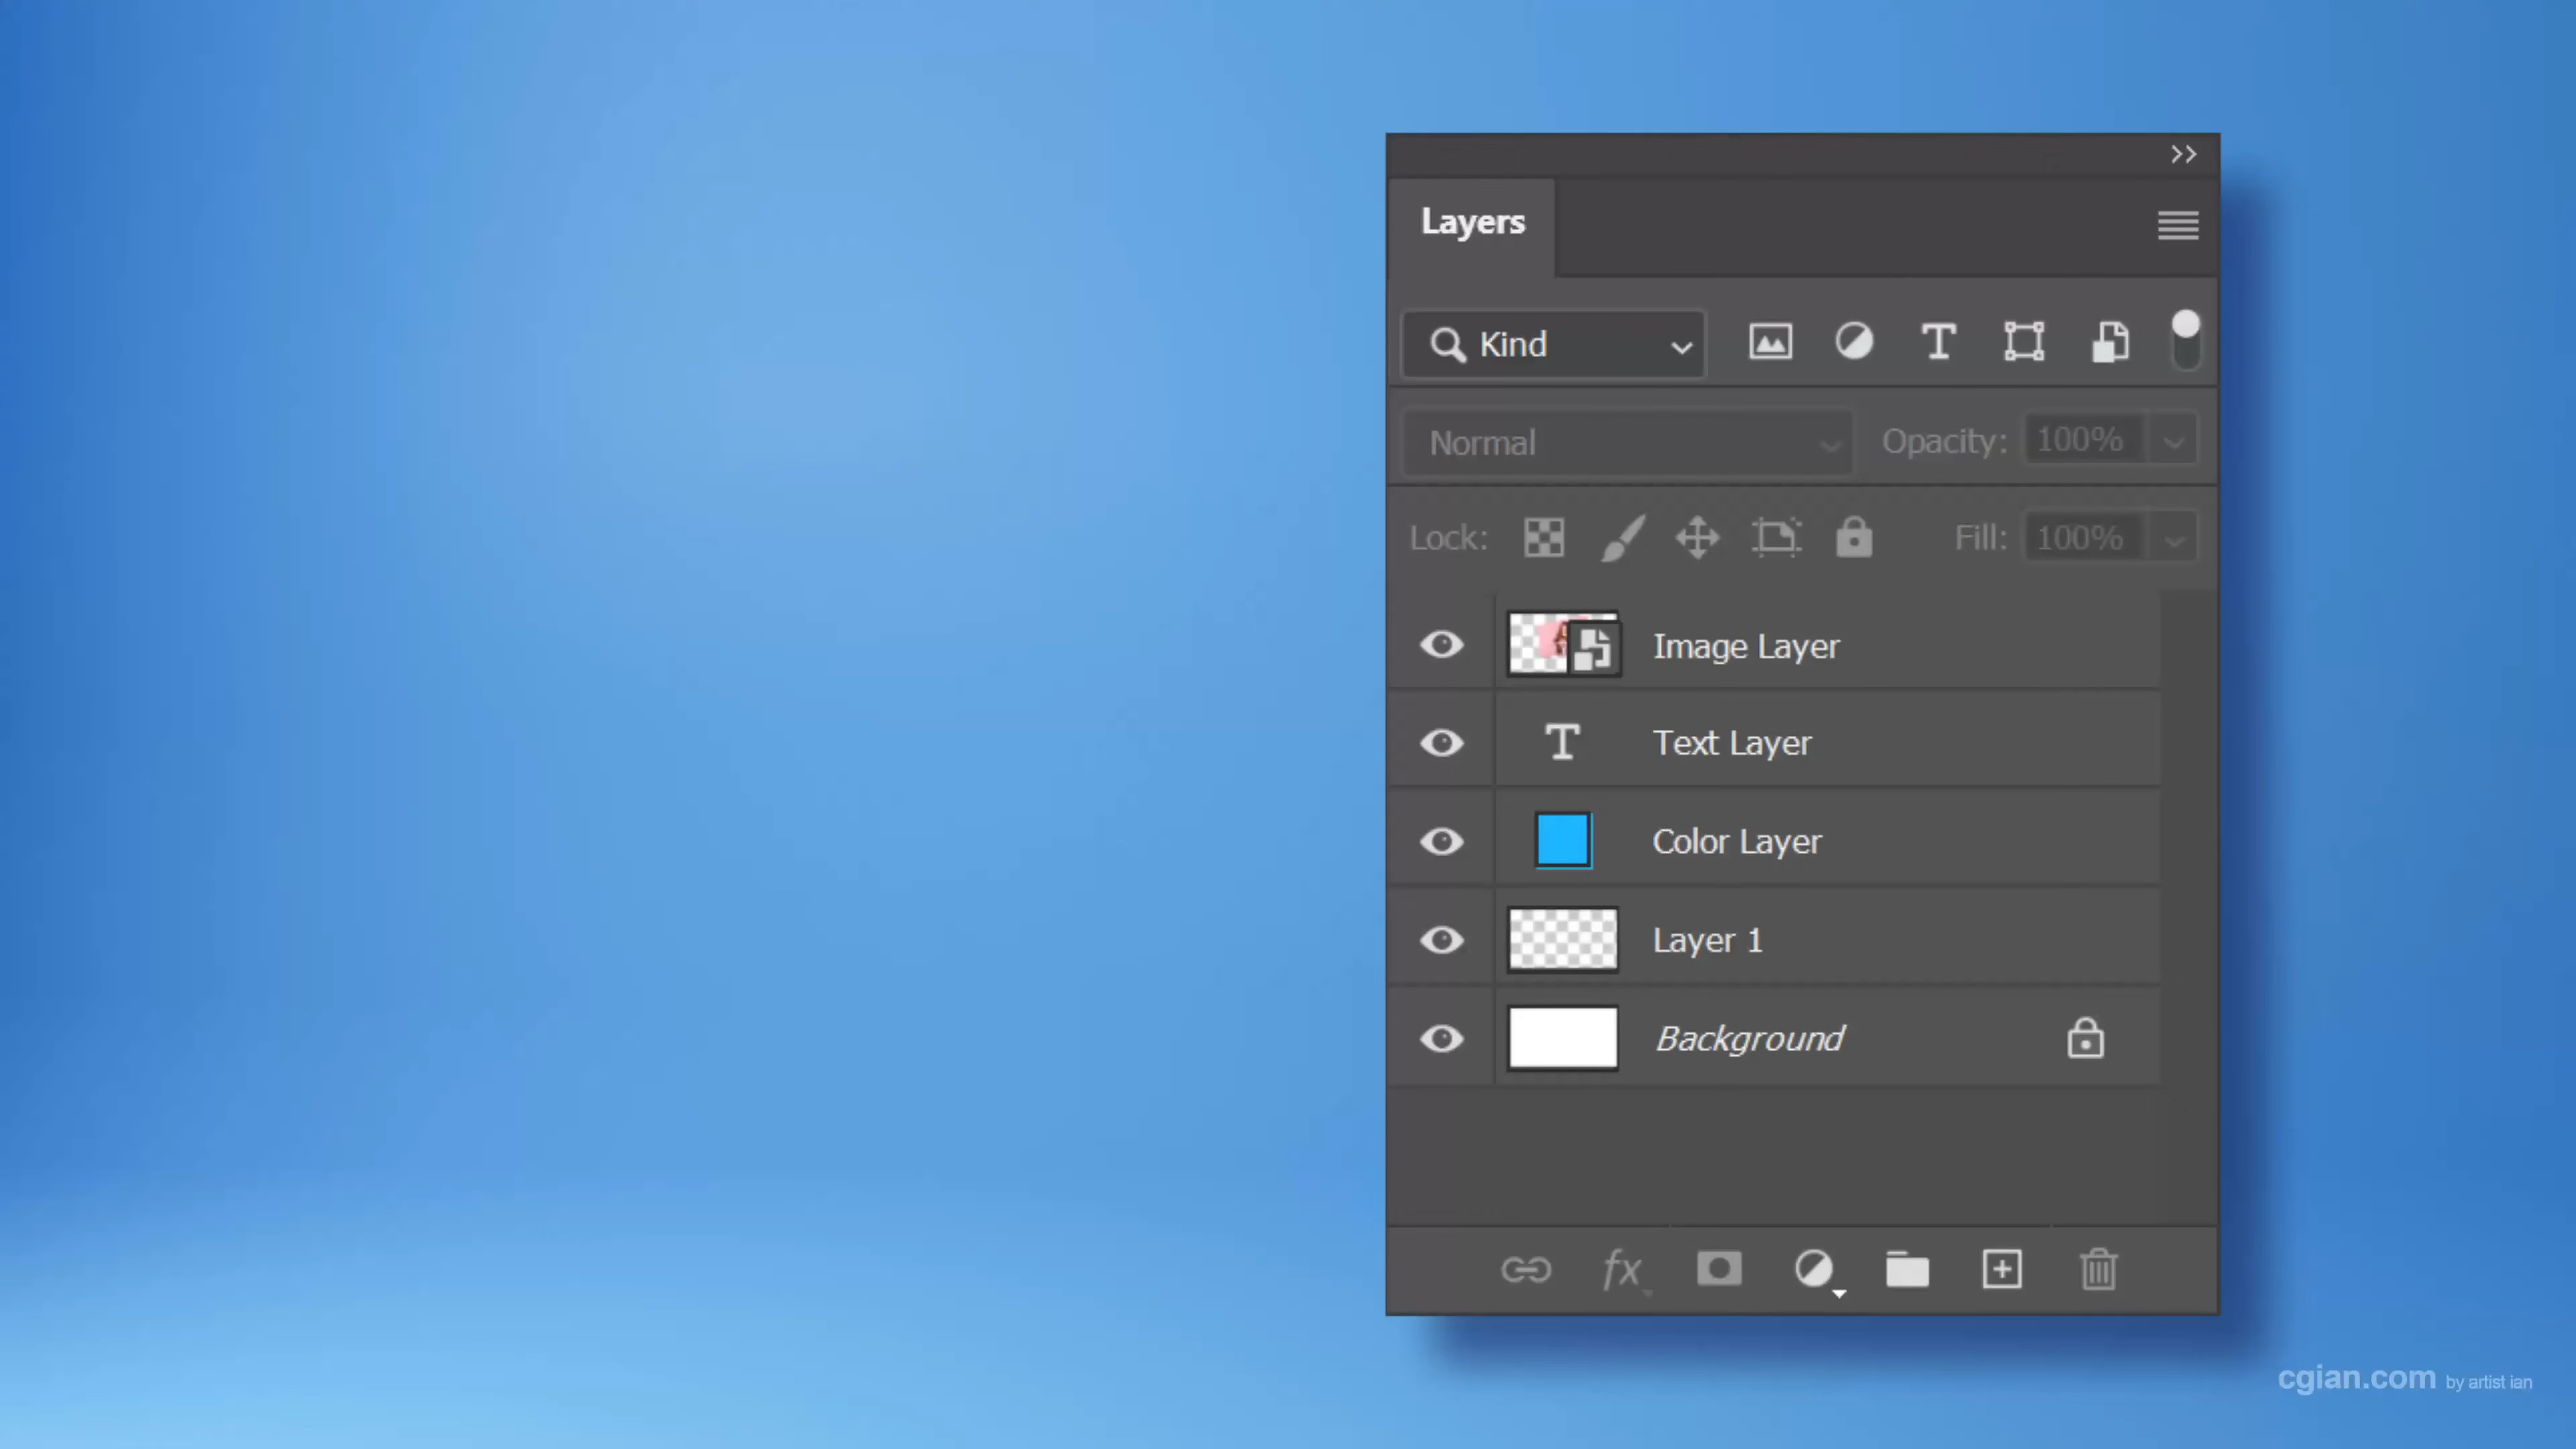 Layers
Kind
Normal Opacity: 100%
Lock: Fill: 100%
Image Layer
T Text Layer
Color Layer
Layer 1
Background
fx
cgian.com by artist ian